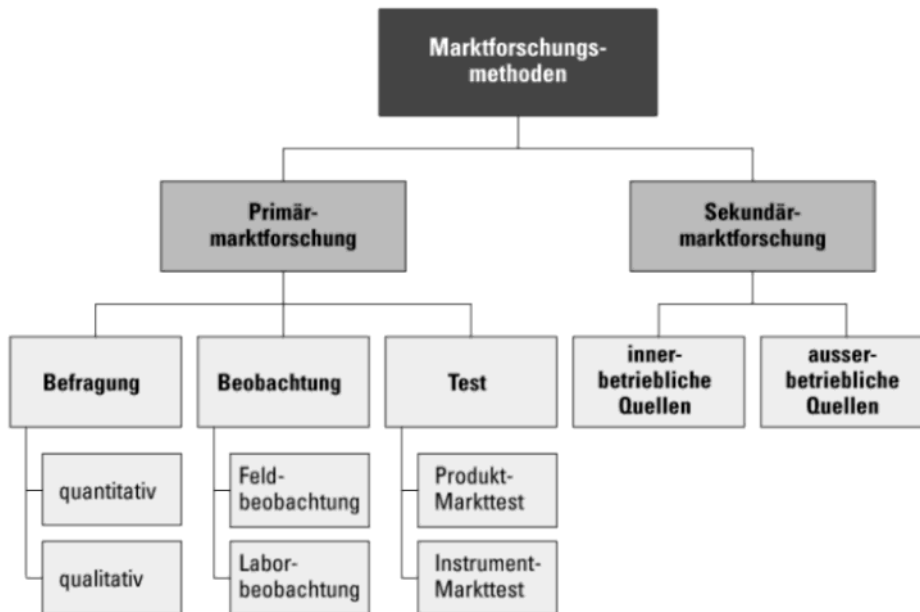 Marktforschungs-
methoden
Primär-
marktforschung
Sekundär-
marktforschung
Befragung
Beobachtung
Test
inner-
betriebliche
Quellen
ausser-
betriebliche
Quellen
quantitativ
Feld-
beobachtung
Produkt-
Markttest
qualitativ
Labor-
beobachtung
Instrument-
Markttest